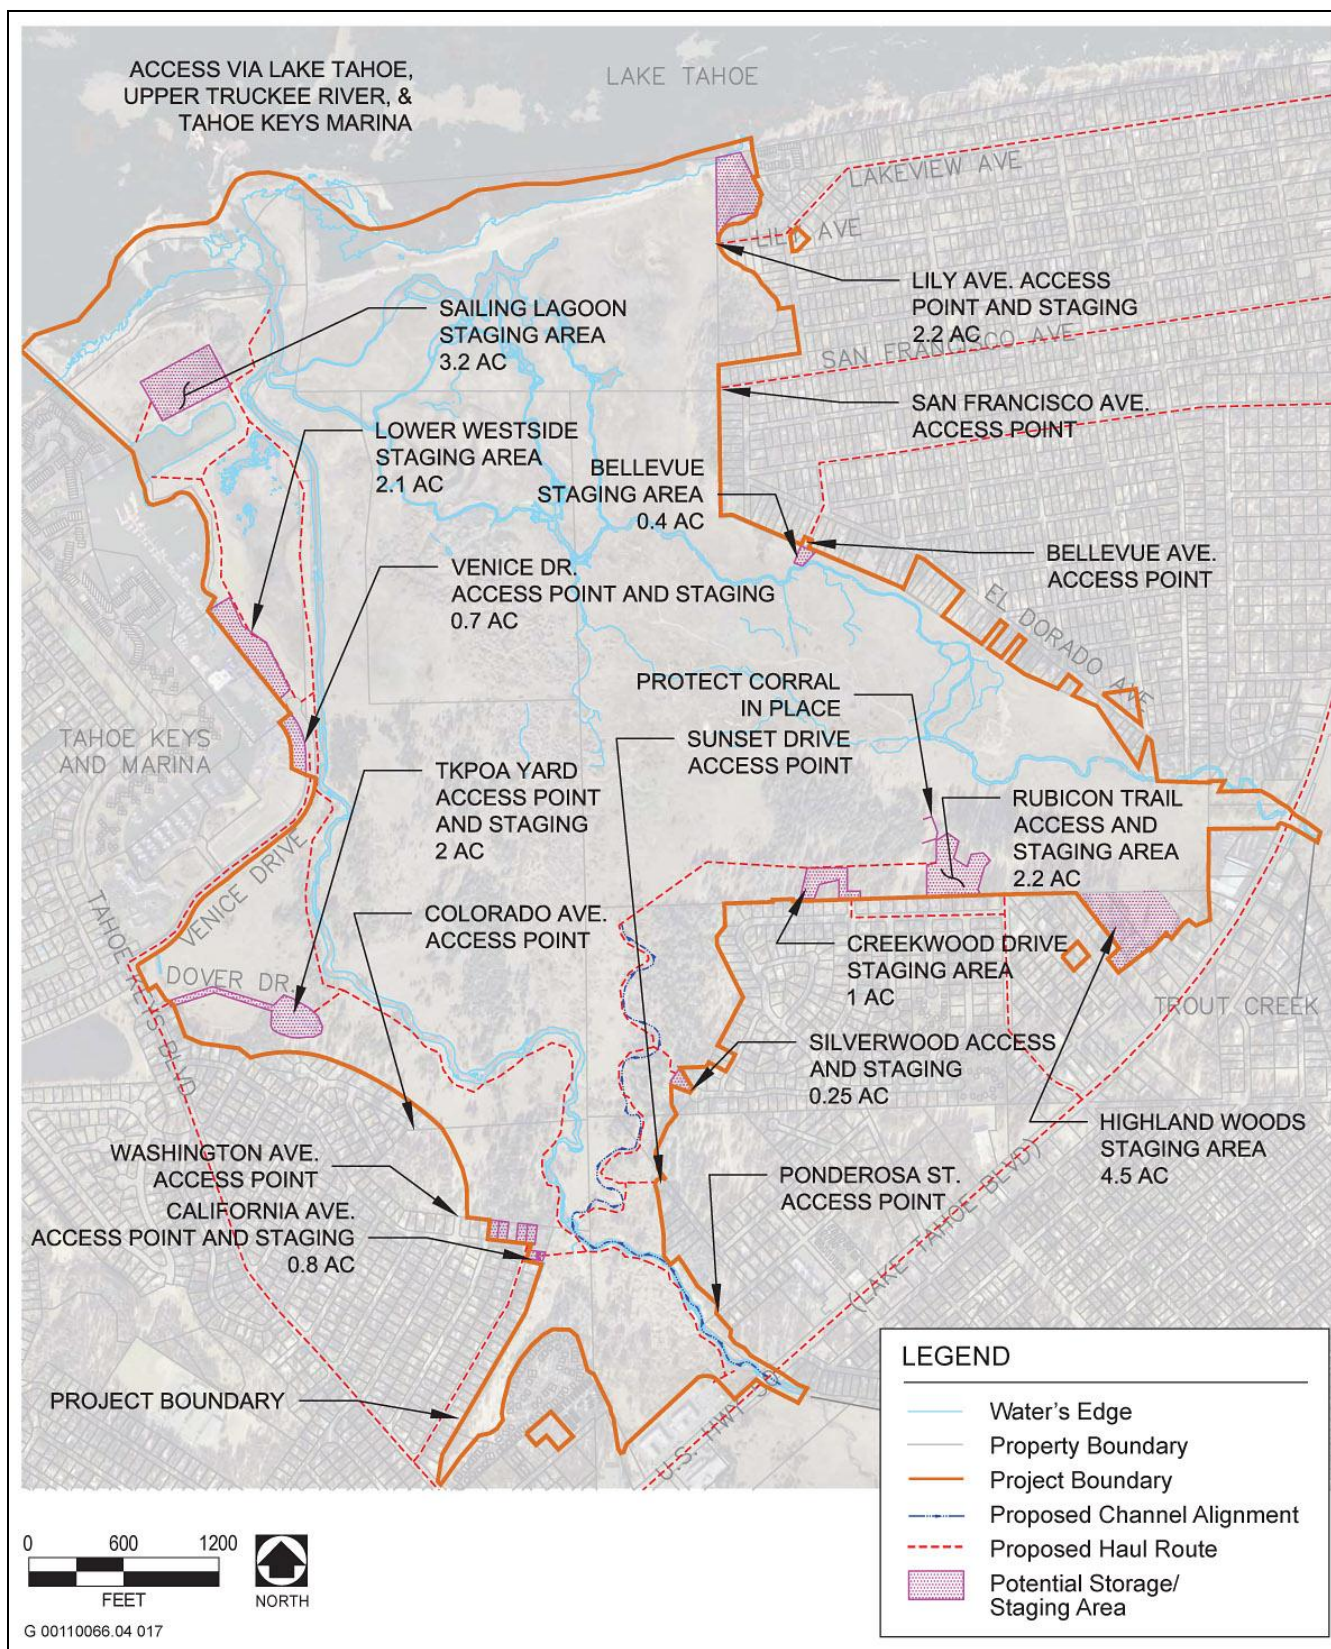 ACCESS VIA LAKE TAHOE,
UPPER TRUCKEE RIVER, &
TAHOE KEYS MARINA
LAKE TAHOE
LAKEVIEW AVE
LILY AVE
SAILING LAGOON
STAGING AREA
3.2 AC
LILY AVE. ACCESS
POINT AND STAGING
2.2 AC
SAN FRANCISCO AVE
SAN FRANCISCO AVE.
ACCESS POINT
LOWER WESTSIDE
STAGING AREA
2.1 AC
BELLEVUE
STAGING AREA
0.4 AC
BELLEVUE AVE.
ACCESS POINT
VENICE DR.
ACCESS POINT AND STAGING
0.7 AC
EL DORADO AVE.
PROTECT CORRAL
IN PLACE
SUNSET DRIVE
ACCESS POINT
TAHOE KEYS
AND MARINA
TKPOA YARD
ACCESS POINT
AND STAGING
2 AC
RUBICON TRAIL
ACCESS AND
STAGING AREA
2.2 AC
VENICE DRIVE
TAHOE KEYS BLVD
DOVER DR.
COLORADO AVE.
ACCESS POINT
CREEKWOOD DRIVE
STAGING AREA
1 AC
TROUT CREEK
SILVERWOOD ACCESS
AND STAGING
0.25 AC
HIGHLAND WOODS
STAGING AREA
4.5 AC
WASHINGTON AVE.
ACCESS POINT
PONDEROSA ST.
ACCESS POINT
CALIFORNIA AVE.
ACCESS POINT AND STAGING
0.8 AC
(LAKE TAHOE BLVD)
U.S. HWY 50
PROJECT BOUNDARY
LEGEND
Water's Edge
Property Boundary
Project Boundary
Proposed Channel Alignment
Proposed Haul Route
Potential Storage/
Staging Area
0 600 1200
FEET
NORTH
G 00110066.04 017